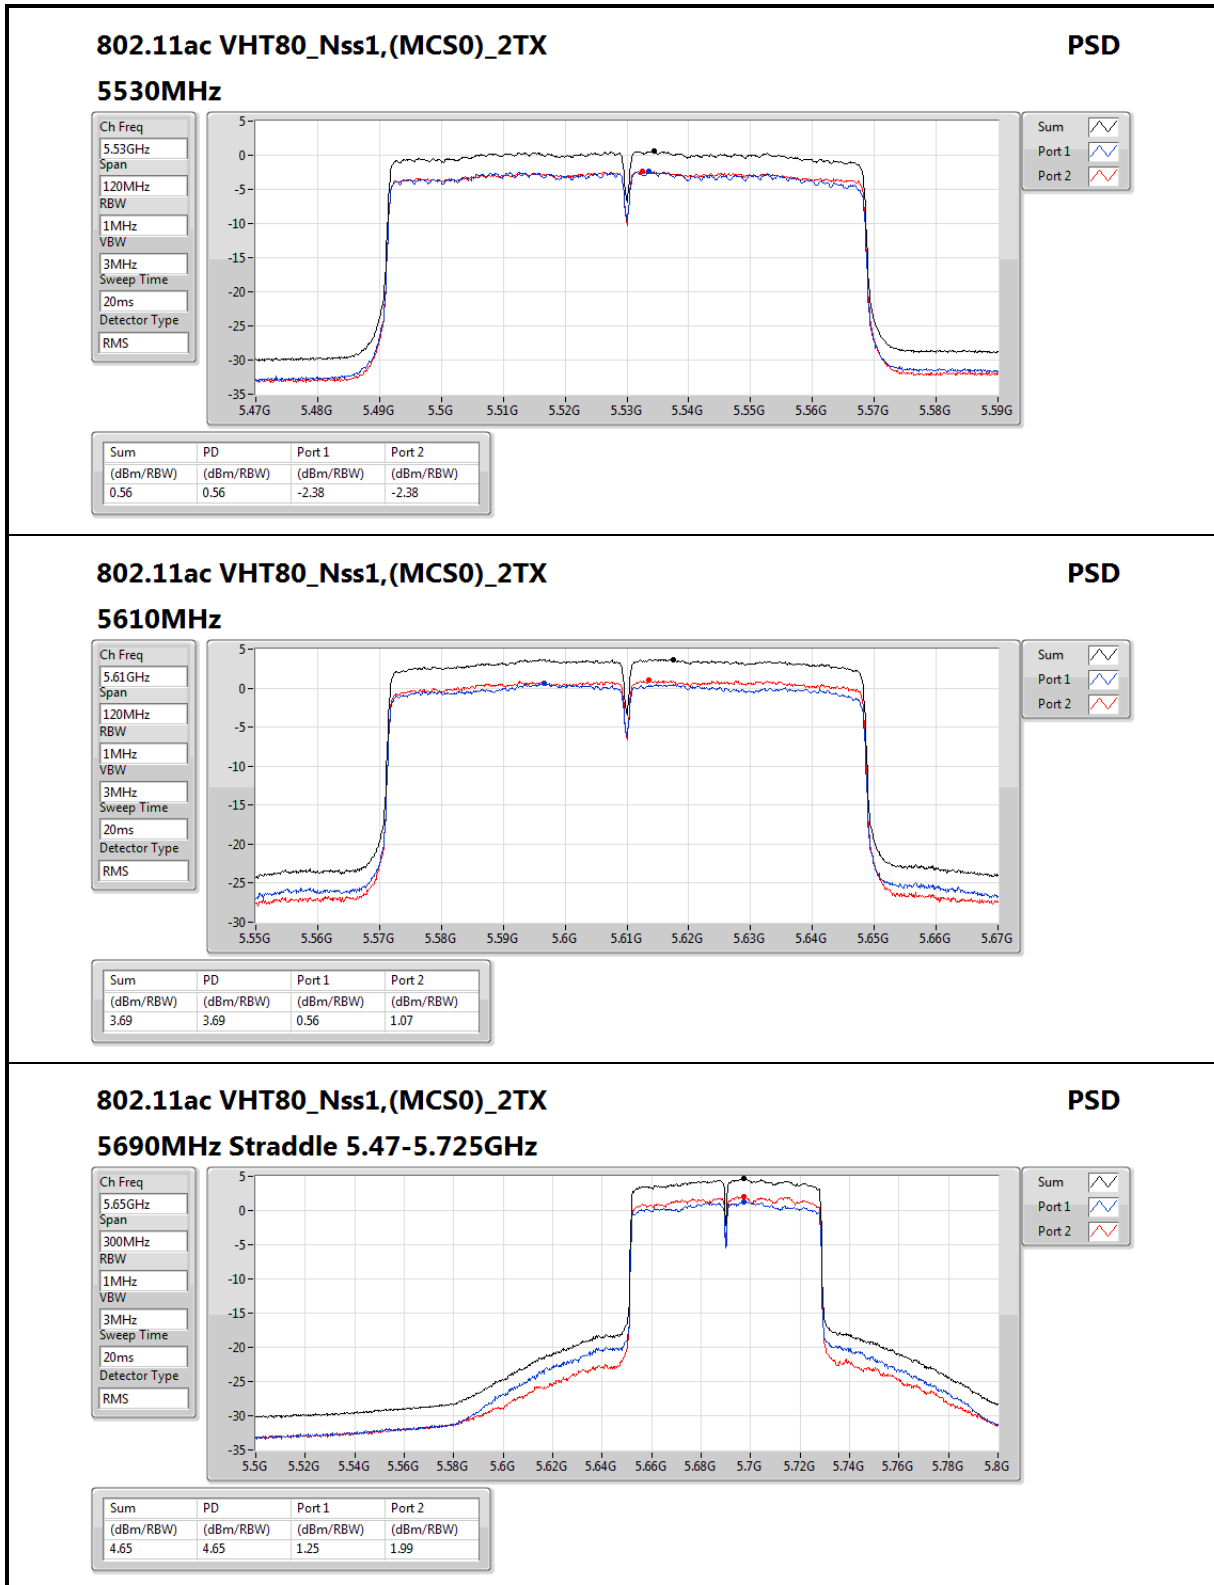 802.11ac VHT80_Nss1,(MCS0)_2TX PSD
5530MHz
Ch Freq
5.53GHz
Span
120MHz
RBW
1MHz
VBW
3MHz
Sweep Time
20ms
Detector Type
RMS
5
0
-5
-10
-15
-20
-25
-30
-35
5.47G 5.48G 5.49G 5.5G 5.51G 5.52G 5.53G 5.54G 5.55G 5.56G 5.57G 5.58G 5.59G
Sum
Port 1
Port 2
Sum PD Port 1 Port 2
(dBm/RBW) (dBm/RBW) (dBm/RBW) (dBm/RBW)
0.56 0.56 -2.38 -2.38
802.11ac VHT80_Nss1,(MCS0)_2TX PSD
5610MHz
Ch Freq
5.61GHz
Span
120MHz
RBW
1MHz
VBW
3MHz
Sweep Time
20ms
Detector Type
RMS
5
0
-5
-10
-15
-20
-25
-30
5.55G 5.56G 5.57G 5.58G 5.59G 5.6G 5.61G 5.62G 5.63G 5.64G 5.65G 5.66G 5.67G
Sum
Port 1
Port 2
Sum PD Port 1 Port 2
(dBm/RBW) (dBm/RBW) (dBm/RBW) (dBm/RBW)
3.69 3.69 0.56 1.07
802.11ac VHT80_Nss1,(MCS0)_2TX PSD
5690MHz Straddle 5.47-5.725GHz
Ch Freq
5.65GHz
Span
300MHz
RBW
1MHz
VBW
3MHz
Sweep Time
20ms
Detector Type
RMS
5
0
-5
-10
-15
-20
-25
-30
-35
5.5G 5.52G 5.54G 5.56G 5.58G 5.6G 5.62G 5.64G 5.66G 5.68G 5.7G 5.72G 5.74G 5.76G 5.78G 5.8G
Sum
Port 1
Port 2
Sum PD Port 1 Port 2
(dBm/RBW) (dBm/RBW) (dBm/RBW) (dBm/RBW)
4.65 4.65 1.25 1.99